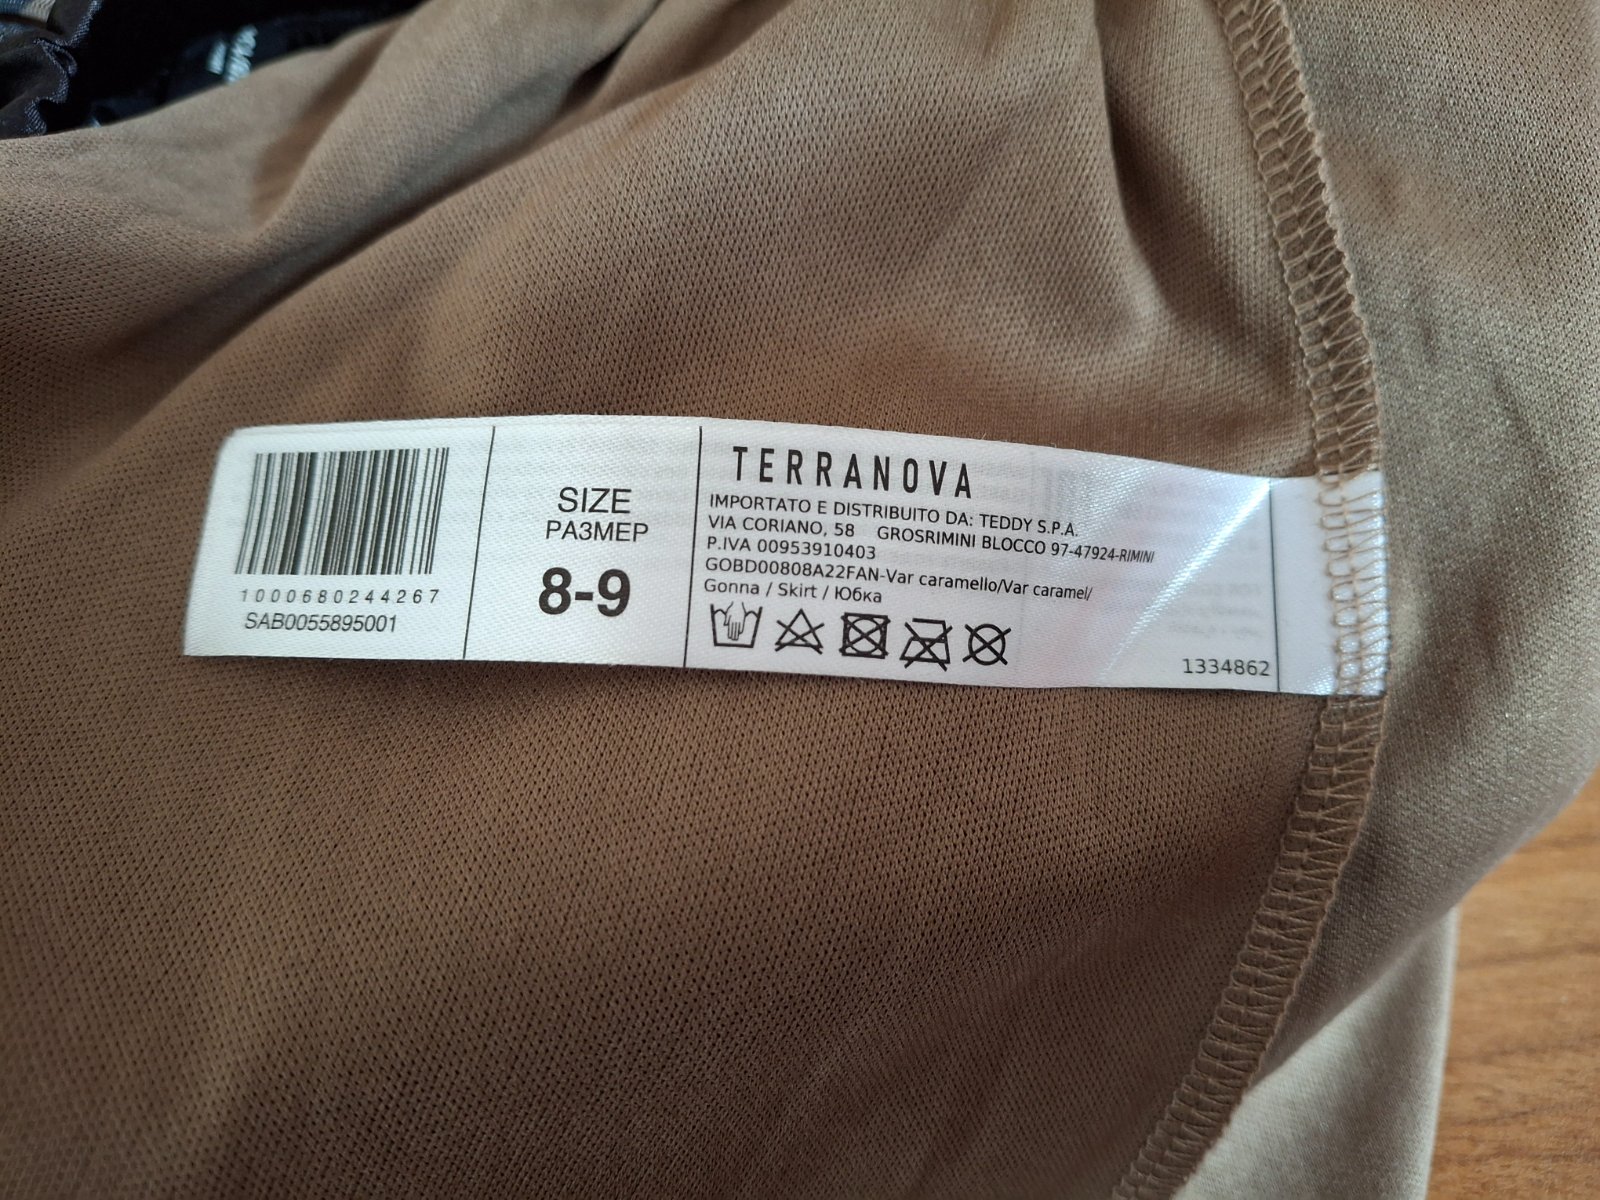 1000680244267
SAB0055895001
SIZE
РАЗМЕР
8-9
TERRANOVA
IMPORTATO E DISTRIBUITO DA: TEDDY S.P.A.
VIA CORIANO, 58 GROSRIMINI BLOCCO 97-47924-RIMINI
P.IVA 00953910403
GOBD00808A22FAN-Var caramello/Var caramel/
Gonna / Skirt / Юбка
1334862